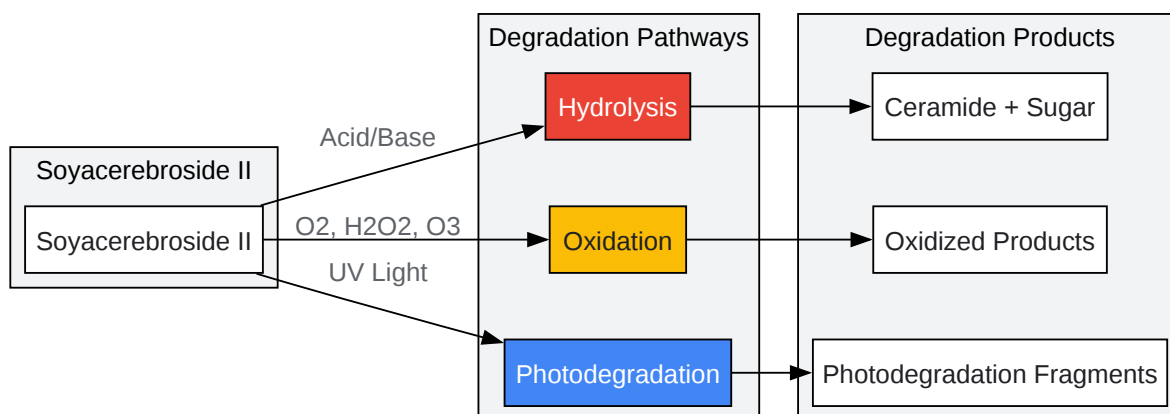 Degradation Pathways
Degradation Products
Hydrolysis
Ceramide + Sugar
Acid/Base
Soyacerebroside II
Soyacerebroside II
O2, H2O2, O3
Oxidation
Oxidized Products
UV Light
Photodegradation
Photodegradation Fragments